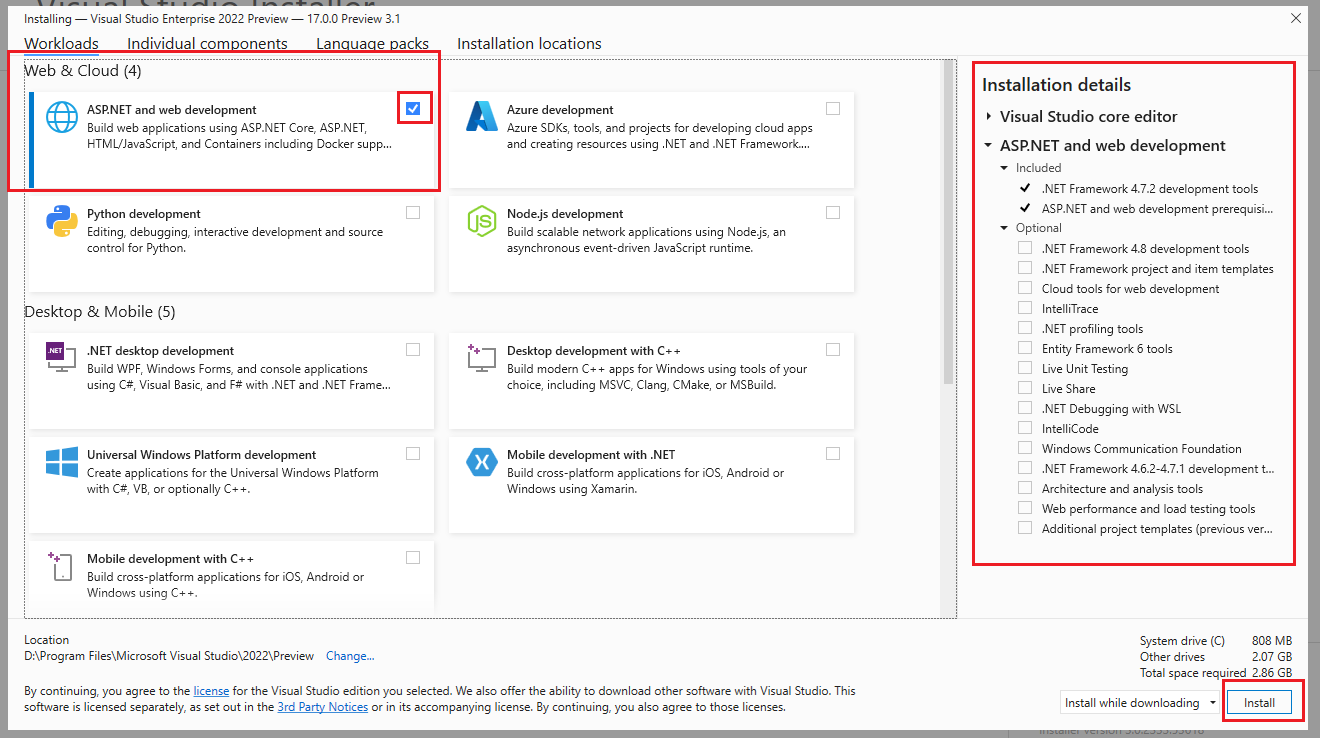 Visual Studio Installer
Installing — Visual Studio Enterprise 2022 Preview — 17.0.0 Preview 3.1
Workloads Individual components Language packs Installation locations
Web & Cloud (4)
ASP.NET and web development
Build web applications using ASP.NET Core, ASP.NET,
HTML/JavaScript, and Containers including Docker supp...
Azure development
Azure SDKs, tools, and projects for developing cloud apps
and creating resources using .NET and .NET Framework....
Python development
Editing, debugging, interactive development and source
control for Python.
JS
Node.js development
Build scalable network applications using Node.js, an
asynchronous event-driven JavaScript runtime.
Desktop & Mobile (5)
.NET
.NET desktop development
Build WPF, Windows Forms, and console applications
using C#, Visual Basic, and F# with .NET and .NET Frame...
Desktop development with C++
Build modern C++ apps for Windows using tools of your
choice, including MSVC, Clang, CMake, or MSBuild.
Universal Windows Platform development
Create applications for the Universal Windows Platform
with C#, VB, or optionally C++.
Mobile development with .NET
Build cross-platform applications for iOS, Android or
Windows using Xamarin.
Mobile development with C++
Build cross-platform applications for iOS, Android or
Windows using C++.
Installation details
Visual Studio core editor
ASP.NET and web development
Included
.NET Framework 4.7.2 development tools
ASP.NET and web development prerequisi...
Optional
.NET Framework 4.8 development tools
.NET Framework project and item templates
Cloud tools for web development
IntelliTrace
.NET profiling tools
Entity Framework 6 tools
Live Unit Testing
Live Share
.NET Debugging with WSL
IntelliCode
Windows Communication Foundation
.NET Framework 4.6.2-4.7.1 development t...
Architecture and analysis tools
Web performance and load testing tools
Additional project templates (previous ver...
Location
D:\Program Files\Microsoft Visual Studio\2022\Preview Change...
By continuing, you agree to the license for the Visual Studio edition you selected. We also offer the ability to download other software with Visual Studio. This
software is licensed separately, as set out in the 3rd Party Notices or in its accompanying license. By continuing, you also agree to those licenses.
System drive (C) 808 MB
Other drives 2.07 GB
Total space required 2.86 GB
Install while downloading
Install
Installer version